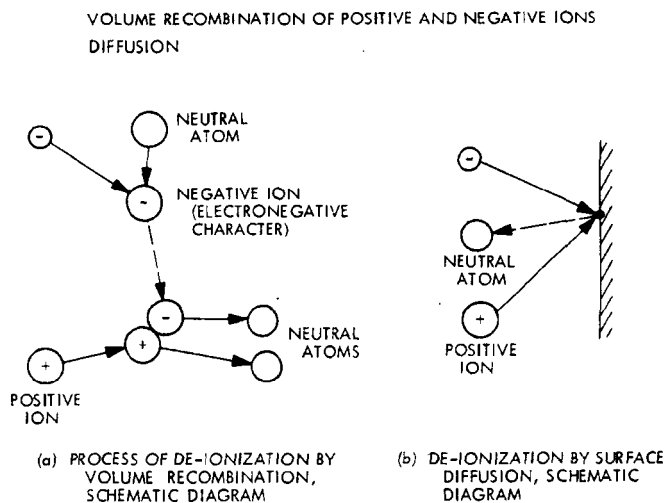 VOLUME RECOMBINATION OF POSITIVE AND NEGATIVE IONS
DIFFUSION
-
NEUTRAL
ATOM
-
NEGATIVE ION
(ELECTRONEGATIVE
CHARACTER)
-
+
NEUTRAL
ATOMS
+
POSITIVE
ION
(a) PROCESS OF DE-IONIZATION BY
VOLUME RECOMBINATION,
SCHEMATIC DIAGRAM
-
NEUTRAL
ATOM
+
POSITIVE
ION
(b) DE-IONIZATION BY SURFACE
DIFFUSION, SCHEMATIC
DIAGRAM